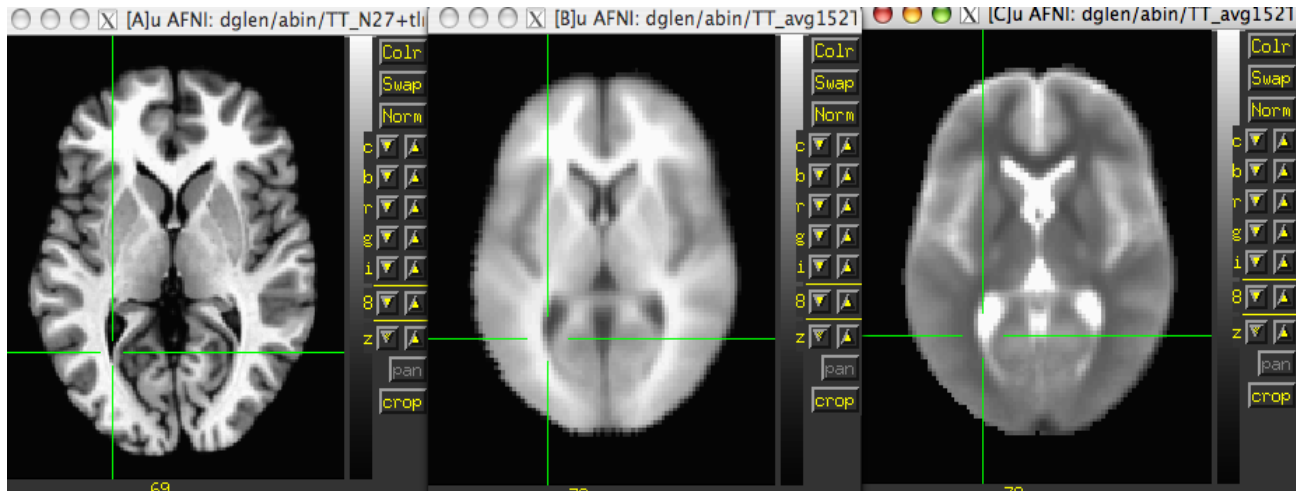 [A]u AFNI: dglen/abin/TT_N27+tl
Colr
Swap
Norm
c
b
r
g
i
8
z
pan
crop
69
[B]u AFNI: dglen/abin/TT_avg152T
Colr
Swap
Norm
c
b
r
g
i
8
z
pan
crop
[C]u AFNI: dglen/abin/TT_avg152T
Colr
Swap
Norm
c
b
r
g
i
8
z
pan
crop